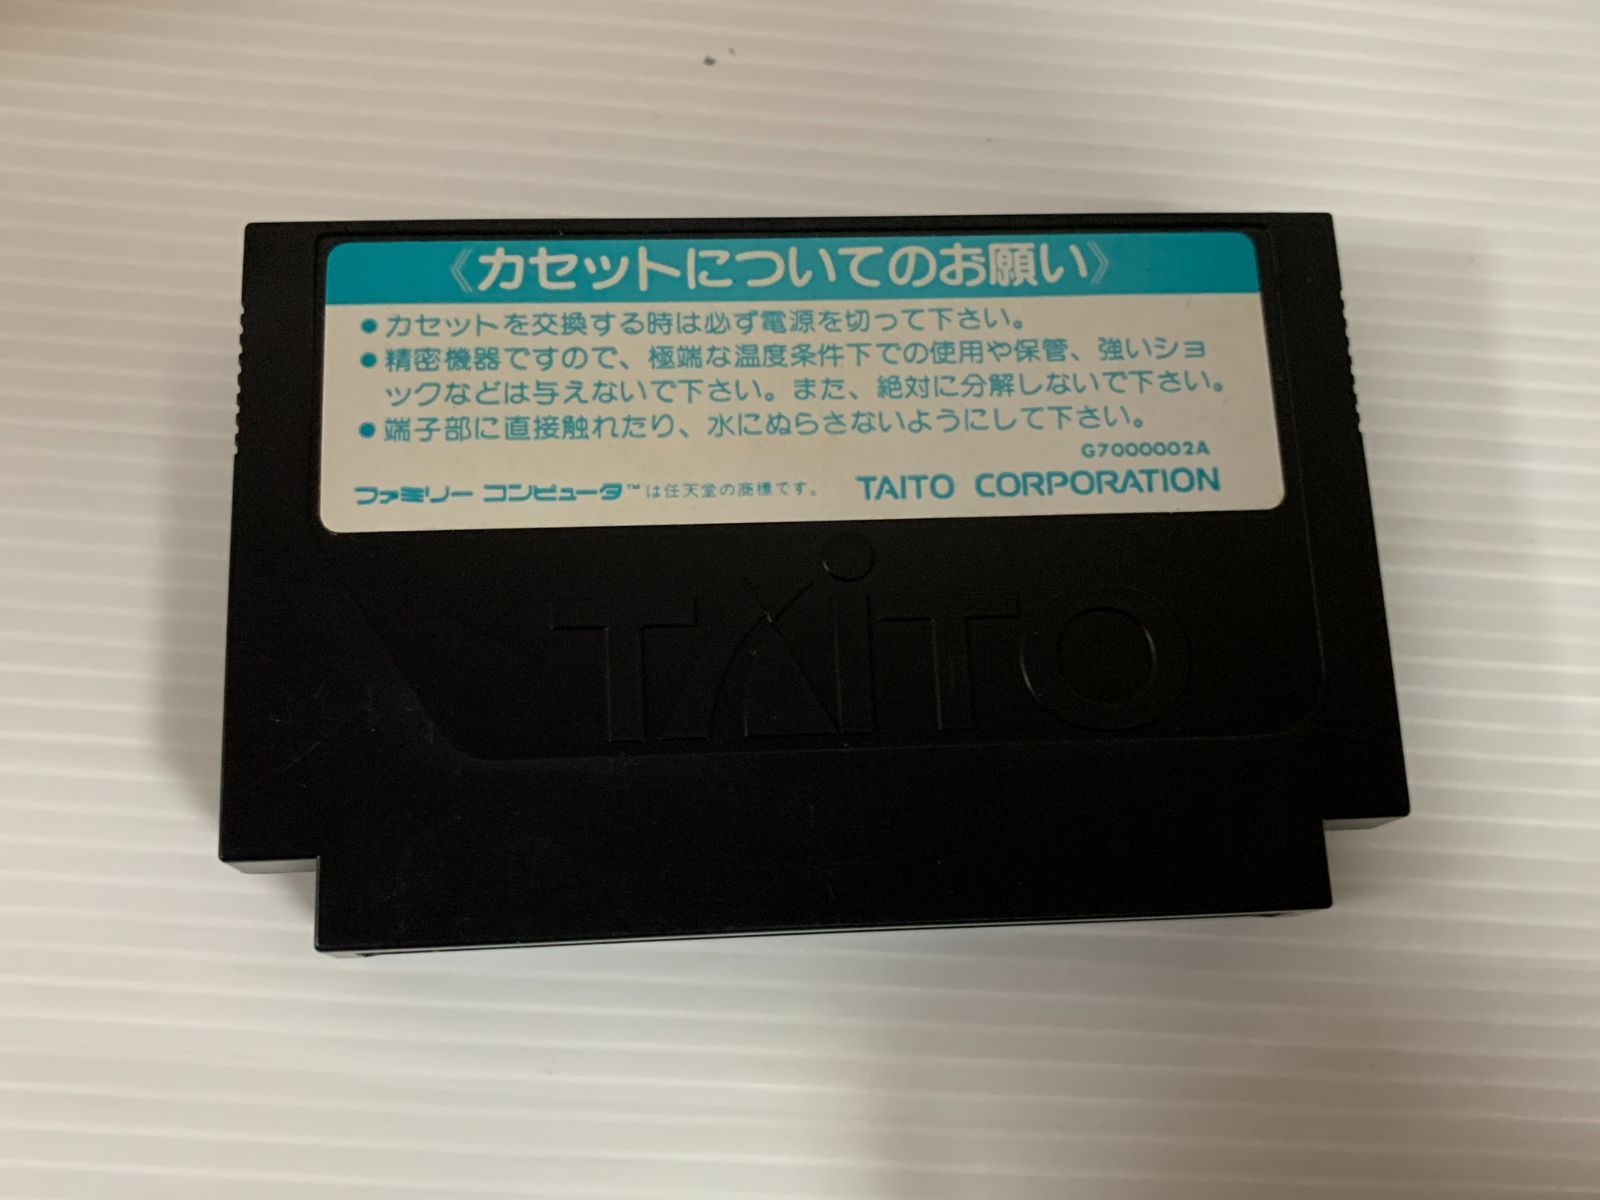 《カセットについてのお願い》
●カセットを交換する時は必ず電源を切って下さい。
●精密機器ですので、極端な温度条件下での使用や保管、強いショ
ックなどは与えないで下さい。また、絶対に分解しないで下さい。
●端子部に直接触れたり、水にぬらさないようにして下さい。
G7000002A
ファミリー コンピュータ™は任天堂の商標です。 TAITO CORPORATION
TAiTO